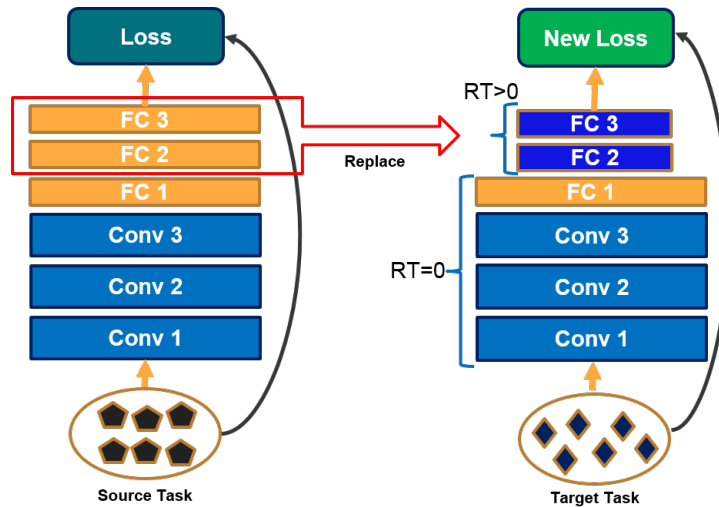 Loss
FC 3
FC 2
FC 1
Conv 3
Conv 2
Conv 1
Source Task
Replace
New Loss
RT>0
FC 3
FC 2
FC 1
Conv 3
RT=0
Conv 2
Conv 1
Target Task